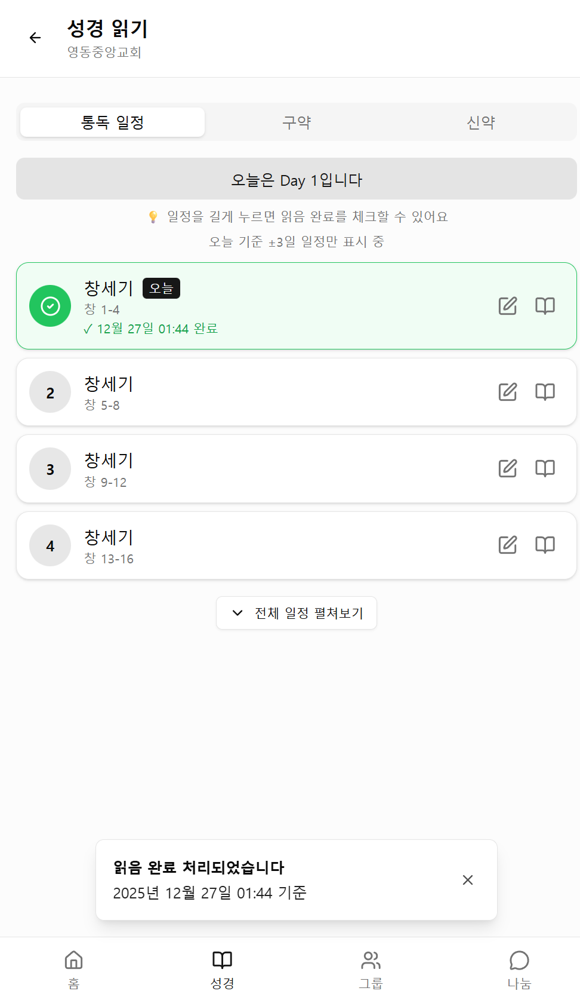 성경 읽기
영동중앙교회
통독 일정
구약
신약
오늘은 Day 1입니다
💡 일정을 길게 누르면 읽음 완료를 체크할 수 있어요
오늘 기준 ±3일 일정만 표시 중
창세기 오늘
창 1-4
✓ 12월 27일 01:44 완료
2
창세기
창 5-8
3
창세기
창 9-12
4
창세기
창 13-16
전체 일정 펼쳐보기
읽음 완료 처리되었습니다
2025년 12월 27일 01:44 기준
홈
성경
그룹
나눔